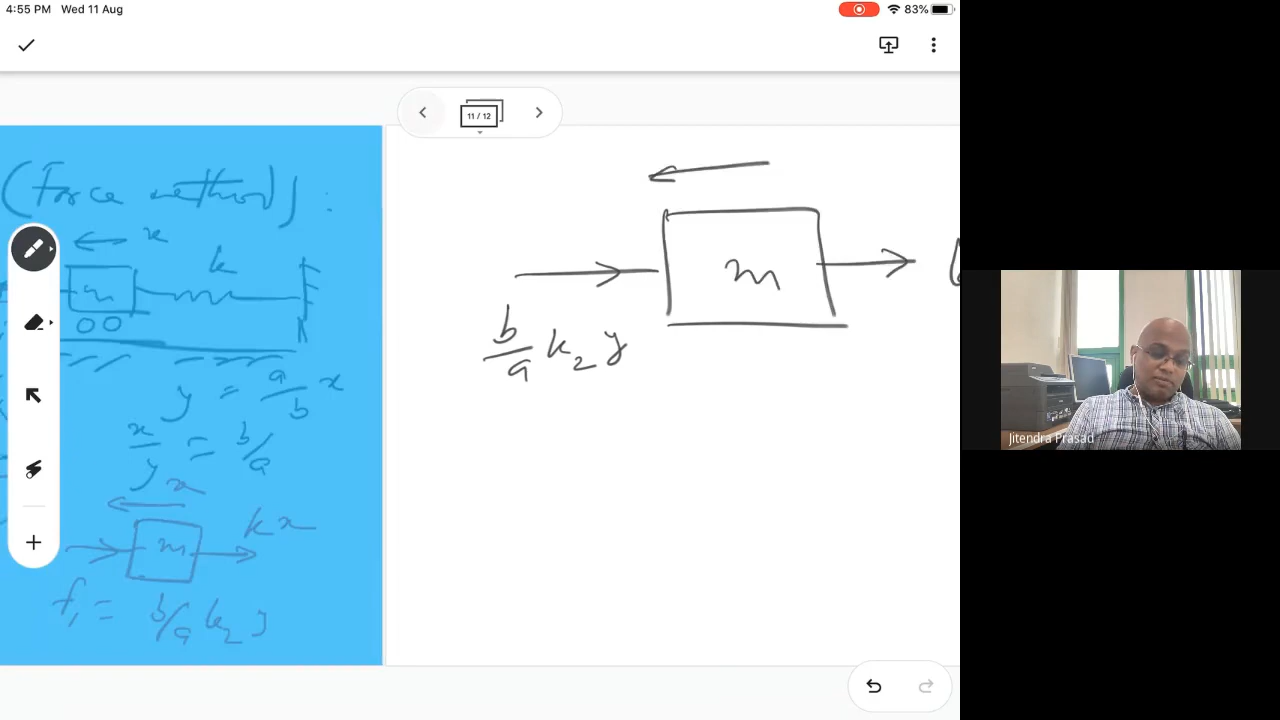 4:55 PM Wed 11 Aug
83%
11 / 12
(Force method) :
x
k
m
y = a/b x
x/y = b/a
x
m
kx
f₁ = b/a k₂ y
m
b/a k₂ y
Jitendra Prasad